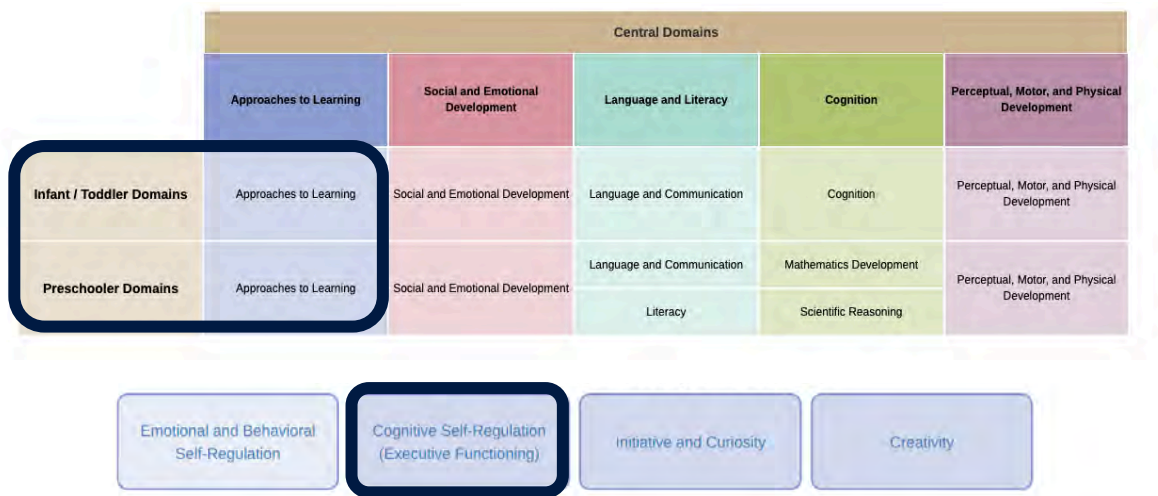 Central Domains
Approaches to Learning
Social and Emotional
Development
Language and Literacy
Cognition
Perceptual, Motor, and Physical
Development
Infant / Toddler Domains
Approaches to Learning
Social and Emotional Development
Language and Communication
Cognition
Perceptual, Motor, and Physical
Development
Preschooler Domains
Approaches to Learning
Social and Emotional Development
Language and Communication
Literacy
Mathematics Development
Scientific Reasoning
Perceptual, Motor, and Physical
Development
Emotional and Behavioral
Self-Regulation
Cognitive Self-Regulation
(Executive Functioning)
Initiative and Curiosity
Creativity